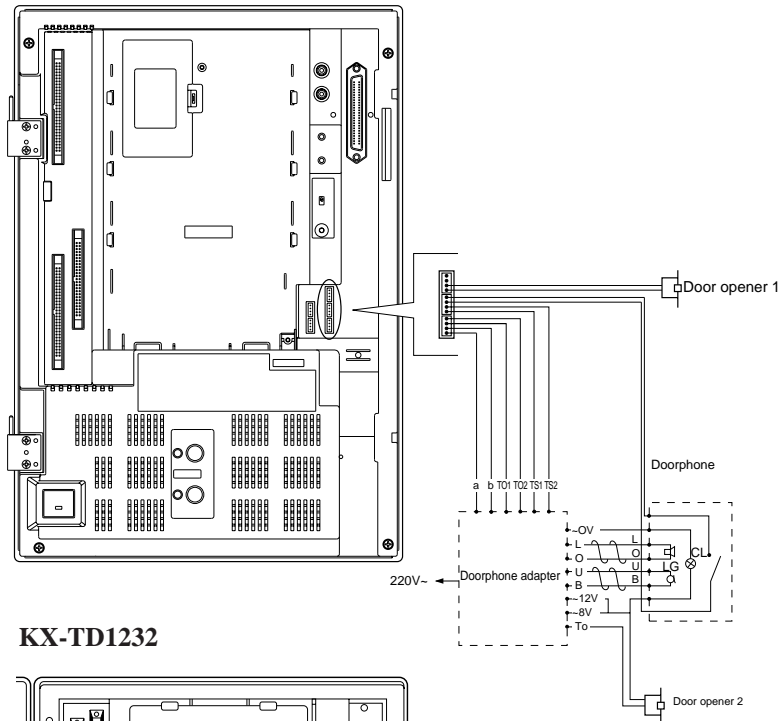 Door opener 1
Doorphone
a b TO1 TO2 TS1 TS2
~OV
L
O
U
B
~12V
~8V
To
L
O
U
B
CL
LG
220V~
Doorphone adapter
KX-TD1232
Door opener 2